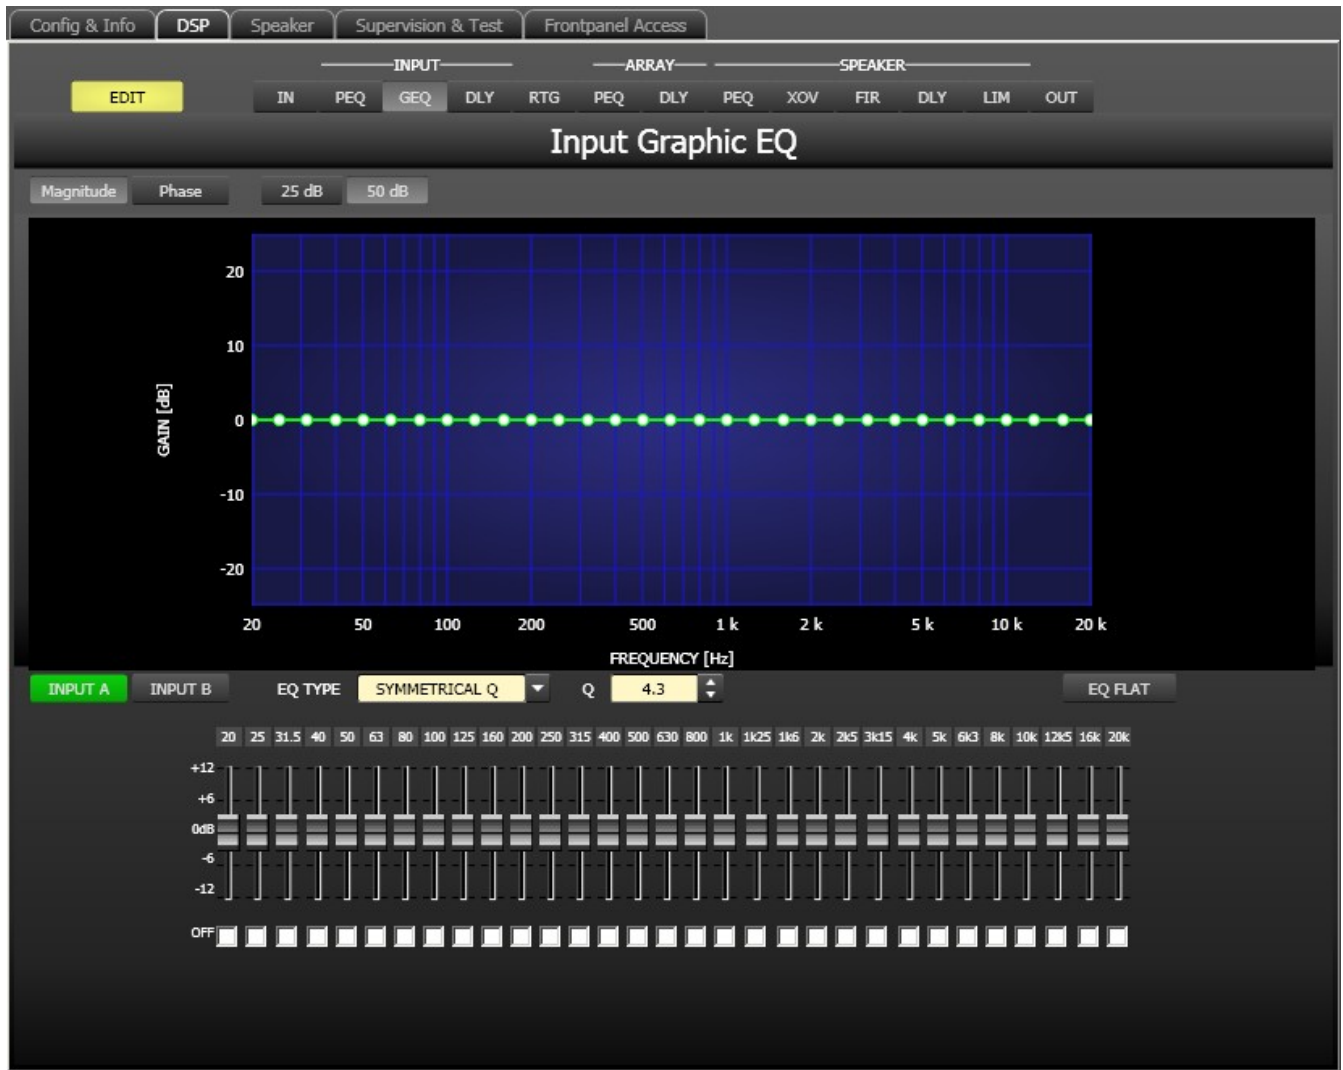 Config & Info DSP Speaker Supervision & Test Frontpanel Access
INPUT ARRAY SPEAKER
EDIT IN PEQ GEQ DLY RTG PEQ DLY PEQ XOV FIR DLY LIM OUT
Input Graphic EQ
Magnitude Phase 25 dB 50 dB
20
10
GAIN [dB]
0
-10
-20
20 50 100 200 500 1 k 2 k 5 k 10 k 20 k
FREQUENCY [Hz]
INPUT A INPUT B EQ TYPE SYMMETRICAL Q Q 4.3 EQ FLAT
20 25 31.5 40 50 63 80 100 125 160 200 250 315 400 500 630 800 1k 1k25 1k6 2k 2k5 3k15 4k 5k 6k3 8k 10k 12k5 16k 20k
+12
+6
0dB
-6
-12
OFF